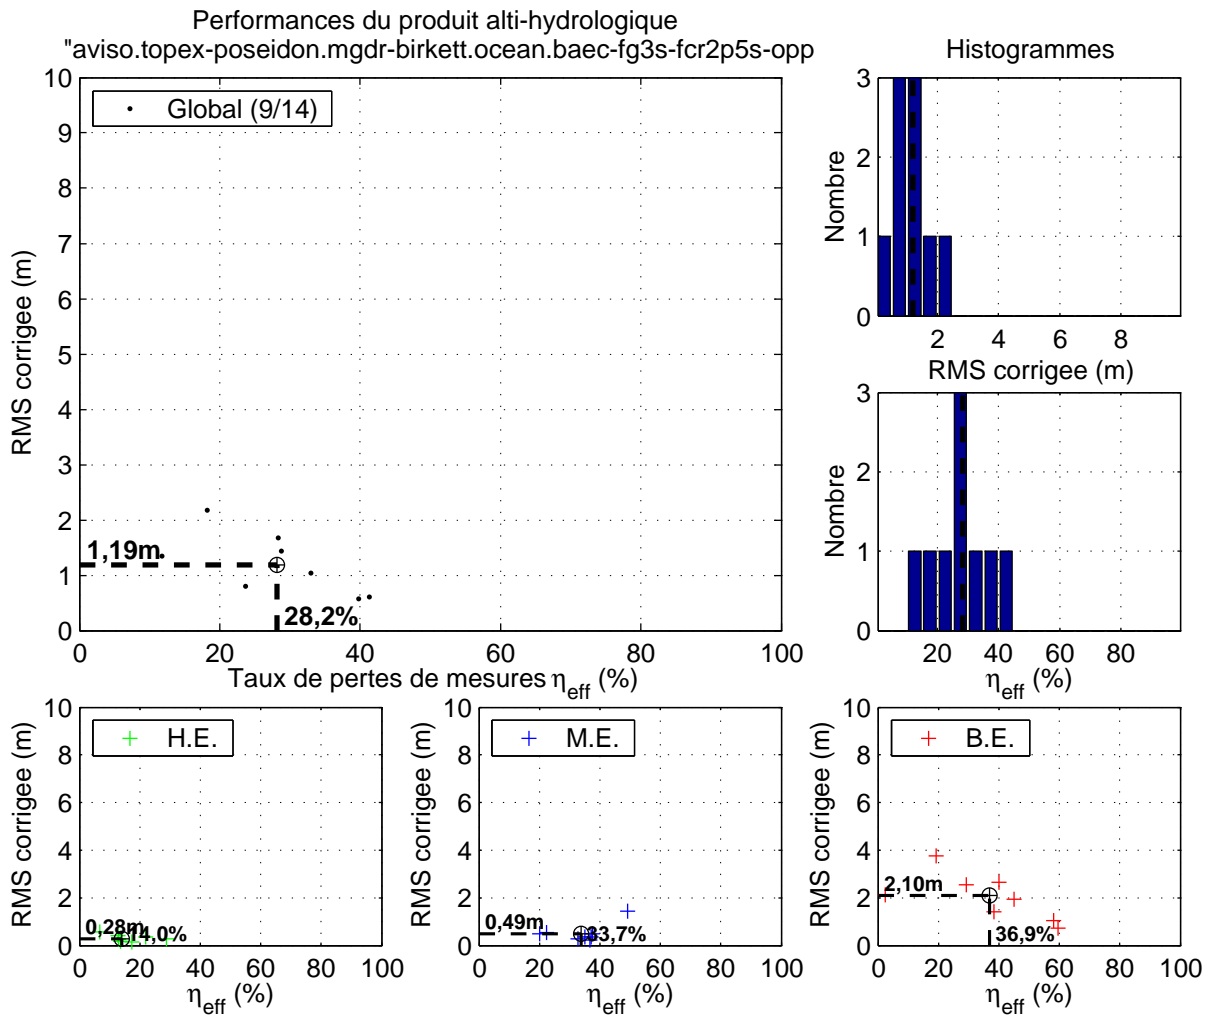 Performances du produit alti-hydrologique
"aviso.topex-poseidon.mgdr-birkett.ocean.baec-fg3s-fcr2p5s-opp
10
9
8
7
6
5
4
3
2
1
0
RMS corrigee (m)
Global (9/14)
1,19m
28,2%
0 20 40 60 80 100
Taux de pertes de mesures η_eff (%)
Histogrammes
3
2
1
0
Nombre
2 4 6 8
RMS corrigee (m)
3
2
1
0
Nombre
20 40 60 80
η_eff (%)
10
8
6
4
2
0
RMS corrigee (m)
H.E.
0,28m
14,0%
0 20 40 60 80 100
η_eff (%)
10
8
6
4
2
0
RMS corrigee (m)
M.E.
0,49m
33,7%
0 20 40 60 80 100
η_eff (%)
10
8
6
4
2
0
RMS corrigee (m)
B.E.
2,10m
36,9%
0 20 40 60 80 100
η_eff (%)